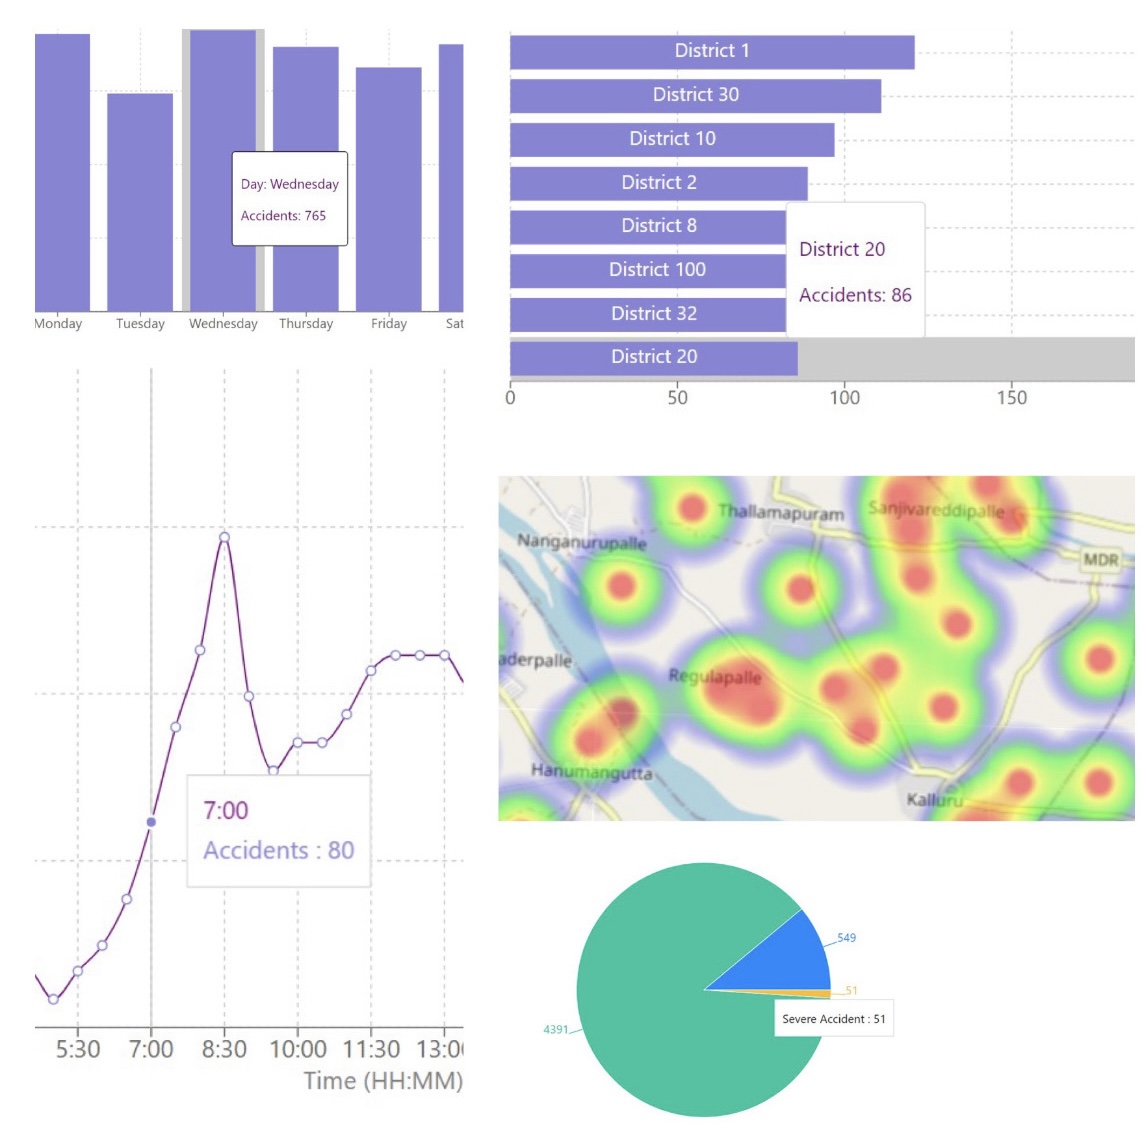 Day: Wednesday
Accidents: 765
Monday Tuesday Wednesday Thursday Friday Sat
District 1
District 30
District 10
District 2
District 8
District 100
District 32
District 20
District 20
Accidents: 86
0 50 100 150
7:00
Accidents : 80
5:30 7:00 8:30 10:00 11:30 13:00
Time (HH:MM)
Thallamapuram
Sanjivareddipalle
Nanganurupalle
MDR
aderpalle
Regulapalle
Hanumangutta
Kalluru
549
51
Severe Accident : 51
4391